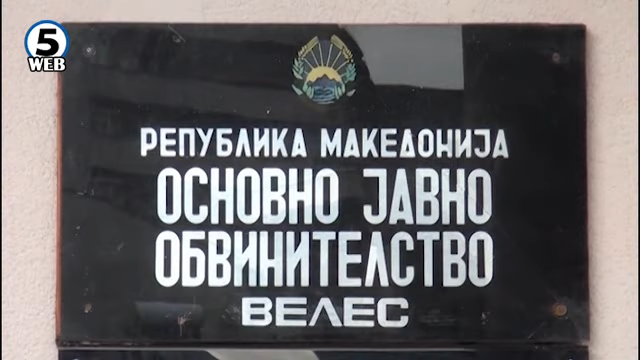 5
WEB
РЕПУБЛИКА МАКЕДОНИЈА
ОСНОВНО ЈАВНО
ОБВИНИТЕЛСТВО
ВЕЛЕС